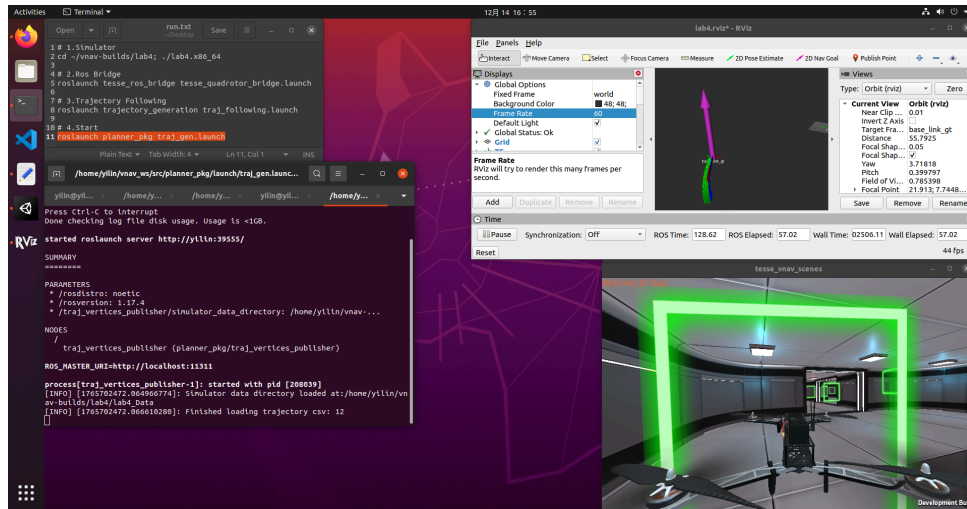 Activities
Terminal
12月 14 16：55
Open
run.txt
~/Desktop
Save
1 # 1.Simulator
2 cd ~/vnav-builds/lab4; ./lab4.x86_64
3
4 # 2.Ros Bridge
5 roslaunch tesse_ros_bridge tesse_quadrotor_bridge.launch
6
7 # 3.Trajectory Following
8 roslaunch trajectory_generation traj_following.launch
9
10 # 4.Start
11 roslaunch planner_pkg traj_gen.launch
Plain Text
Tab Width: 4
Ln 11, Col 1
INS
/home/yilin/vnav_ws/src/planner_pkg/launch/traj_gen.launc...
yilin@yil...
/home/y...
/home/y...
yilin@yil...
/home/y...
Press Ctrl-C to interrupt
Done checking log file disk usage. Usage is <1GB.
started roslaunch server http://yilin:39555/
SUMMARY
========
PARAMETERS
* /rosdistro: noetic
* /rosversion: 1.17.4
* /traj_vertices_publisher/simulator_data_directory: /home/yilin/vnav-...
NODES
/
traj_vertices_publisher (planner_pkg/traj_vertices_publisher)
ROS_MASTER_URI=http://localhost:11311
process[traj_vertices_publisher-1]: started with pid [208039]
[INFO] [1765702472.064966774]: Simulator data directory loaded at:/home/yilin/vn
av-builds/lab4/lab4_Data
[INFO] [1765702472.066610280]: Finished loading trajectory csv: 12
RViz
lab4.rviz* - RViz
File Panels Help
Interact
Move Camera
Select
Focus Camera
Measure
2D Pose Estimate
2D Nav Goal
Publish Point
Displays
Global Options
Fixed Frame world
Background Color 48; 48;
Frame Rate 60
Default Light
Global Status: Ok
Grid
Frame Rate
RViz will try to render this many frames per
second.
Add
Duplicate
Remove
Rename
base_link_gt
Views
Type: Orbit (rviz)
Zero
Current View Orbit (rviz)
Near Clip ... 0.01
Invert Z Axis
Target Fra... base_link_gt
Distance 55.7925
Focal Shap... 0.05
Focal Shap...
Yaw 3.71818
Pitch 0.399797
Field of Vi... 0.785398
Focal Point 21.913; 7.7448...
Save
Remove
Rename
Time
Pause
Synchronization: Off
ROS Time: 128.62
ROS Elapsed: 57.02
Wall Time: 02506.11
Wall Elapsed: 57.02
Reset
44 fps
tesse_vnav_scenes
Development Bu